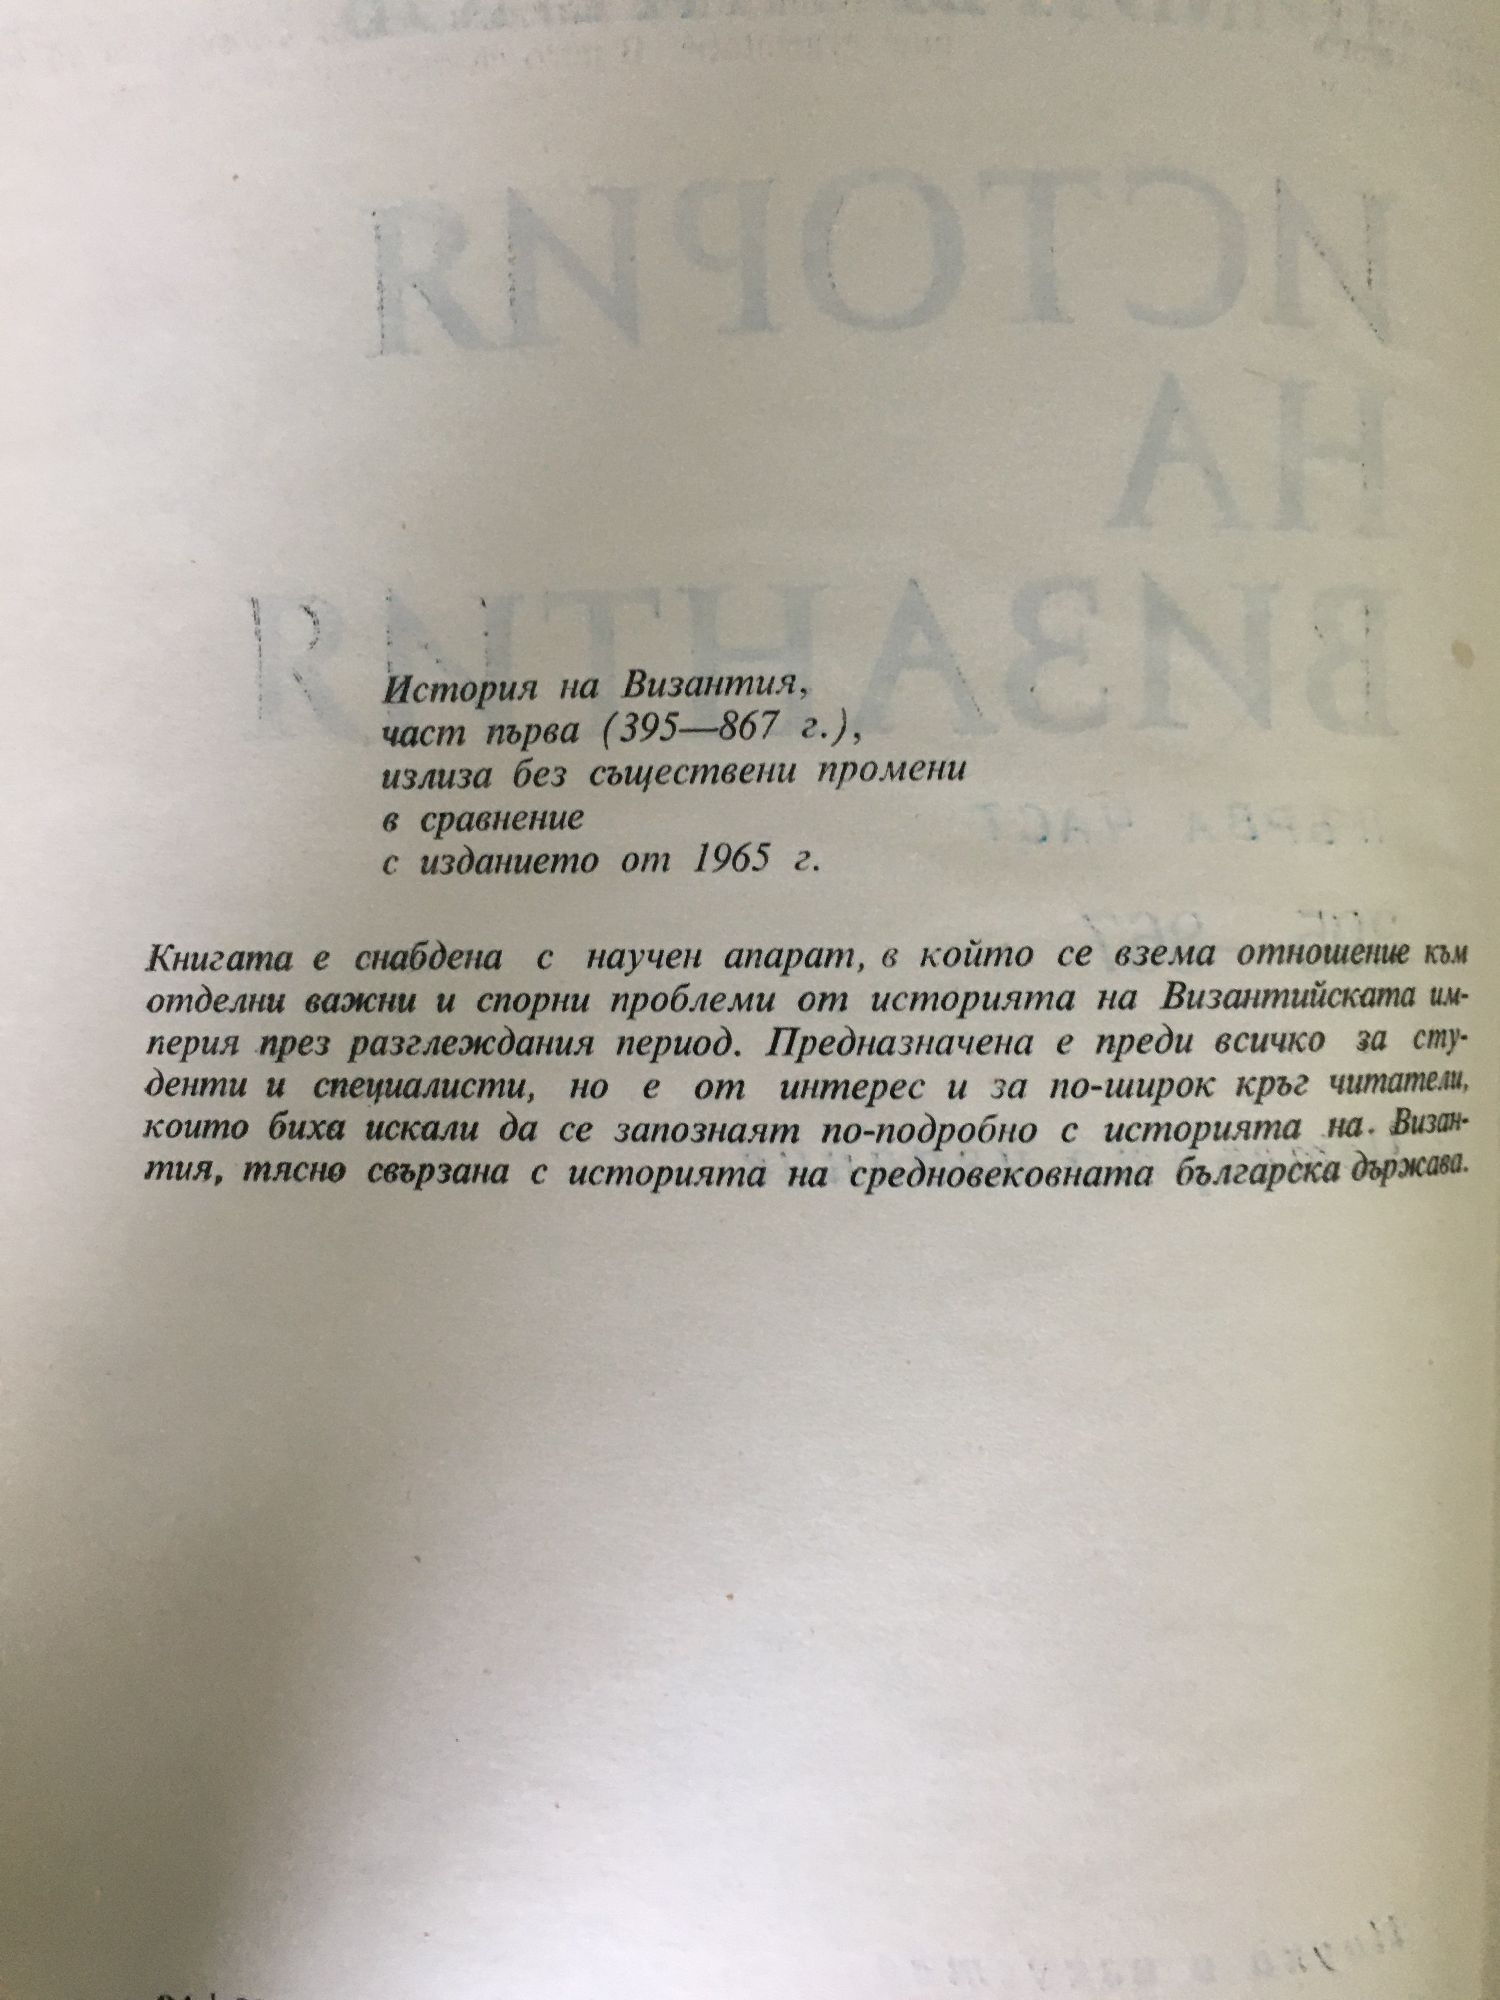 ИСТОРИЯ
НА
ВИЗАНТИЯ
История на Византия,
част първа (395—867 г.),
излиза без съществени промени
в сравнение
с изданието от 1965 г.
Книгата е снабдена с научен апарат, в който се взема отношение към
отделни важни и спорни проблеми от историята на Византийската им-
перия през разглеждания период. Предназначена е преди всичко за сту-
денти и специалисти, но е от интерес и за по-широк кръг читатели,
които биха искали да се запознаят по-подробно с историята на. Визан-
тия, тясно свързана с историята на средновековната българска държава.